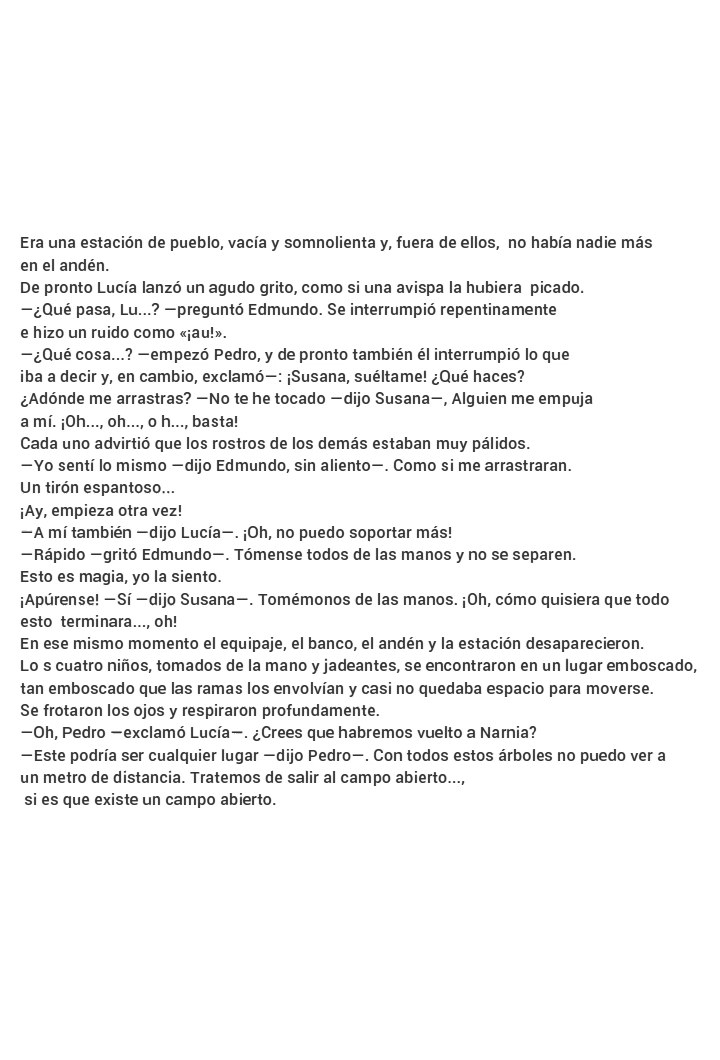 Era una estación de pueblo, vacía y somnolienta y, fuera de ellos,  no había nadie más
en el andén.
De pronto Lucía lanzó un agudo grito, como si una avispa la hubiera  picado.
—¿Qué pasa, Lu...? —preguntó Edmundo. Se interrumpió repentinamente
e hizo un ruido como «¡au!».
—¿Qué cosa...? —empezó Pedro, y de pronto también él interrumpió lo que
iba a decir y, en cambio, exclamó—: ¡Susana, suéltame! ¿Qué haces?
¿Adónde me arrastras? —No te he tocado —dijo Susana—, Alguien me empuja
a mí. ¡Oh..., oh..., o h..., basta!
Cada uno advirtió que los rostros de los demás estaban muy pálidos.
—Yo sentí lo mismo —dijo Edmundo, sin aliento—. Como si me arrastraran.
Un tirón espantoso...
¡Ay, empieza otra vez!
—A mí también —dijo Lucía—. ¡Oh, no puedo soportar más!
—Rápido —gritó Edmundo—. Tómense todos de las manos y no se separen.
Esto es magia, yo la siento.
¡Apúrense! —Sí —dijo Susana—. Tomémonos de las manos. ¡Oh, cómo quisiera que todo
esto  terminara..., oh!
En ese mismo momento el equipaje, el banco, el andén y la estación desaparecieron.
Lo s cuatro niños, tomados de la mano y jadeantes, se encontraron en un lugar emboscado,
tan emboscado que las ramas los envolvían y casi no quedaba espacio para moverse.
Se frotaron los ojos y respiraron profundamente.
—Oh, Pedro —exclamó Lucía—. ¿Crees que habremos vuelto a Narnia?
—Este podría ser cualquier lugar —dijo Pedro—. Con todos estos árboles no puedo ver a
un metro de distancia. Tratemos de salir al campo abierto...,
si es que existe un campo abierto.